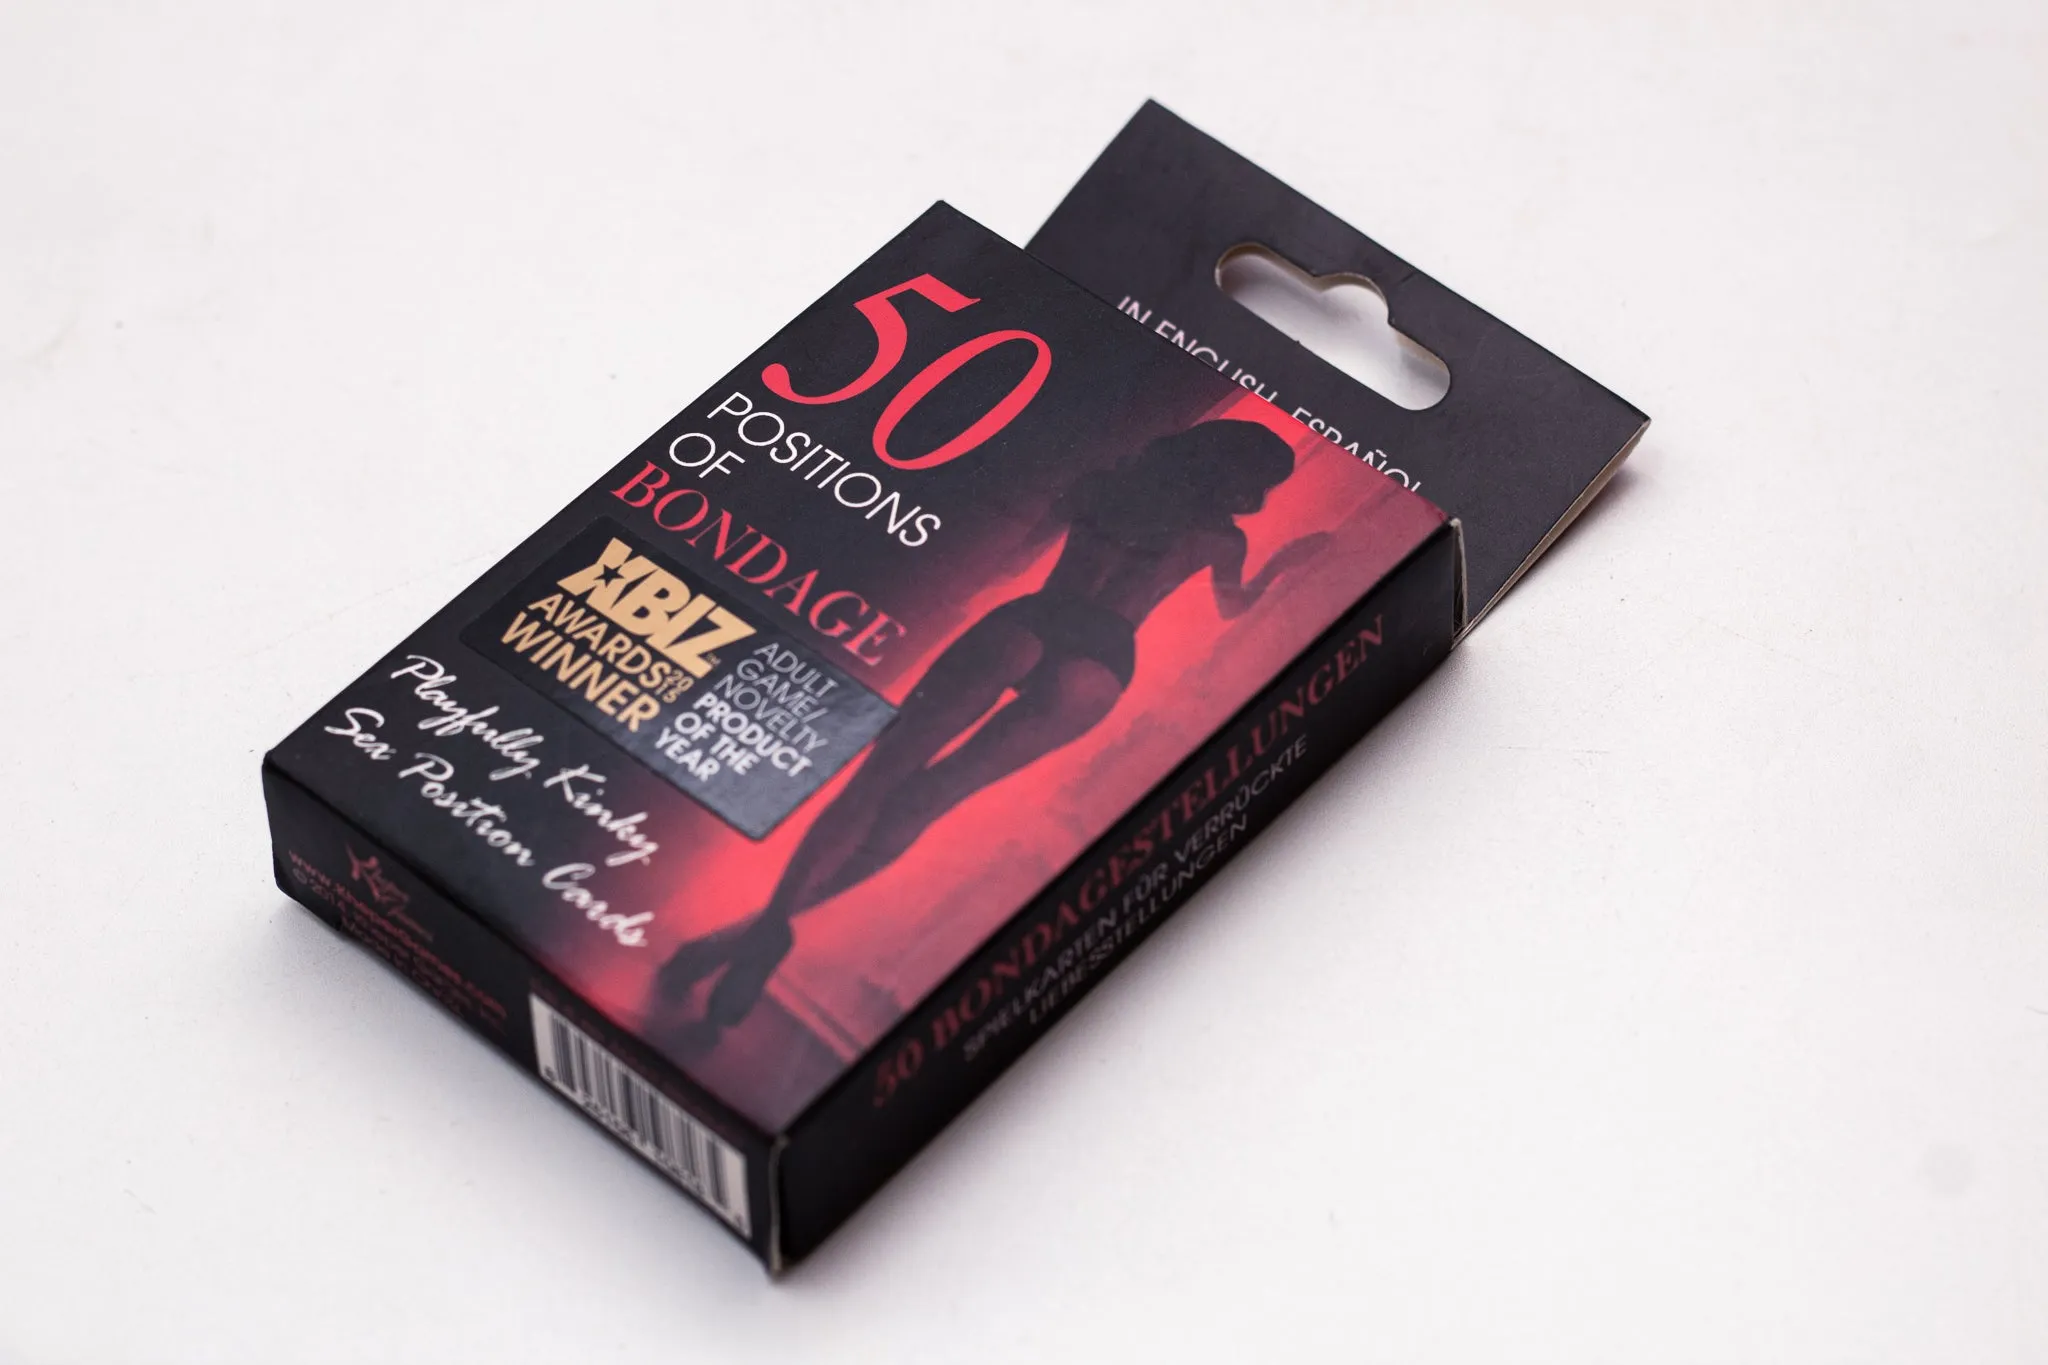 IN ENGLISH, ESPAÑOL
50
POSITIONS
OF
BONDAGE
XBIZ
AWARDS 2015
WINNER
ADULT
GAME/
NOVELTY
PRODUCT
OF THE
YEAR
Playfully Kinky
Sex Position Cards
50 BONDAGESTELLUNGEN
SPIELKARTEN FÜR VERRÜCKTE
LIEBESSTELLUNGEN